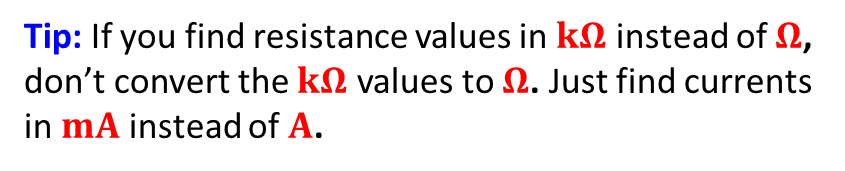 Tip: If you find resistance values in kΩ instead of Ω,
don’t convert the kΩ values to Ω. Just find currents
in mA instead of A.